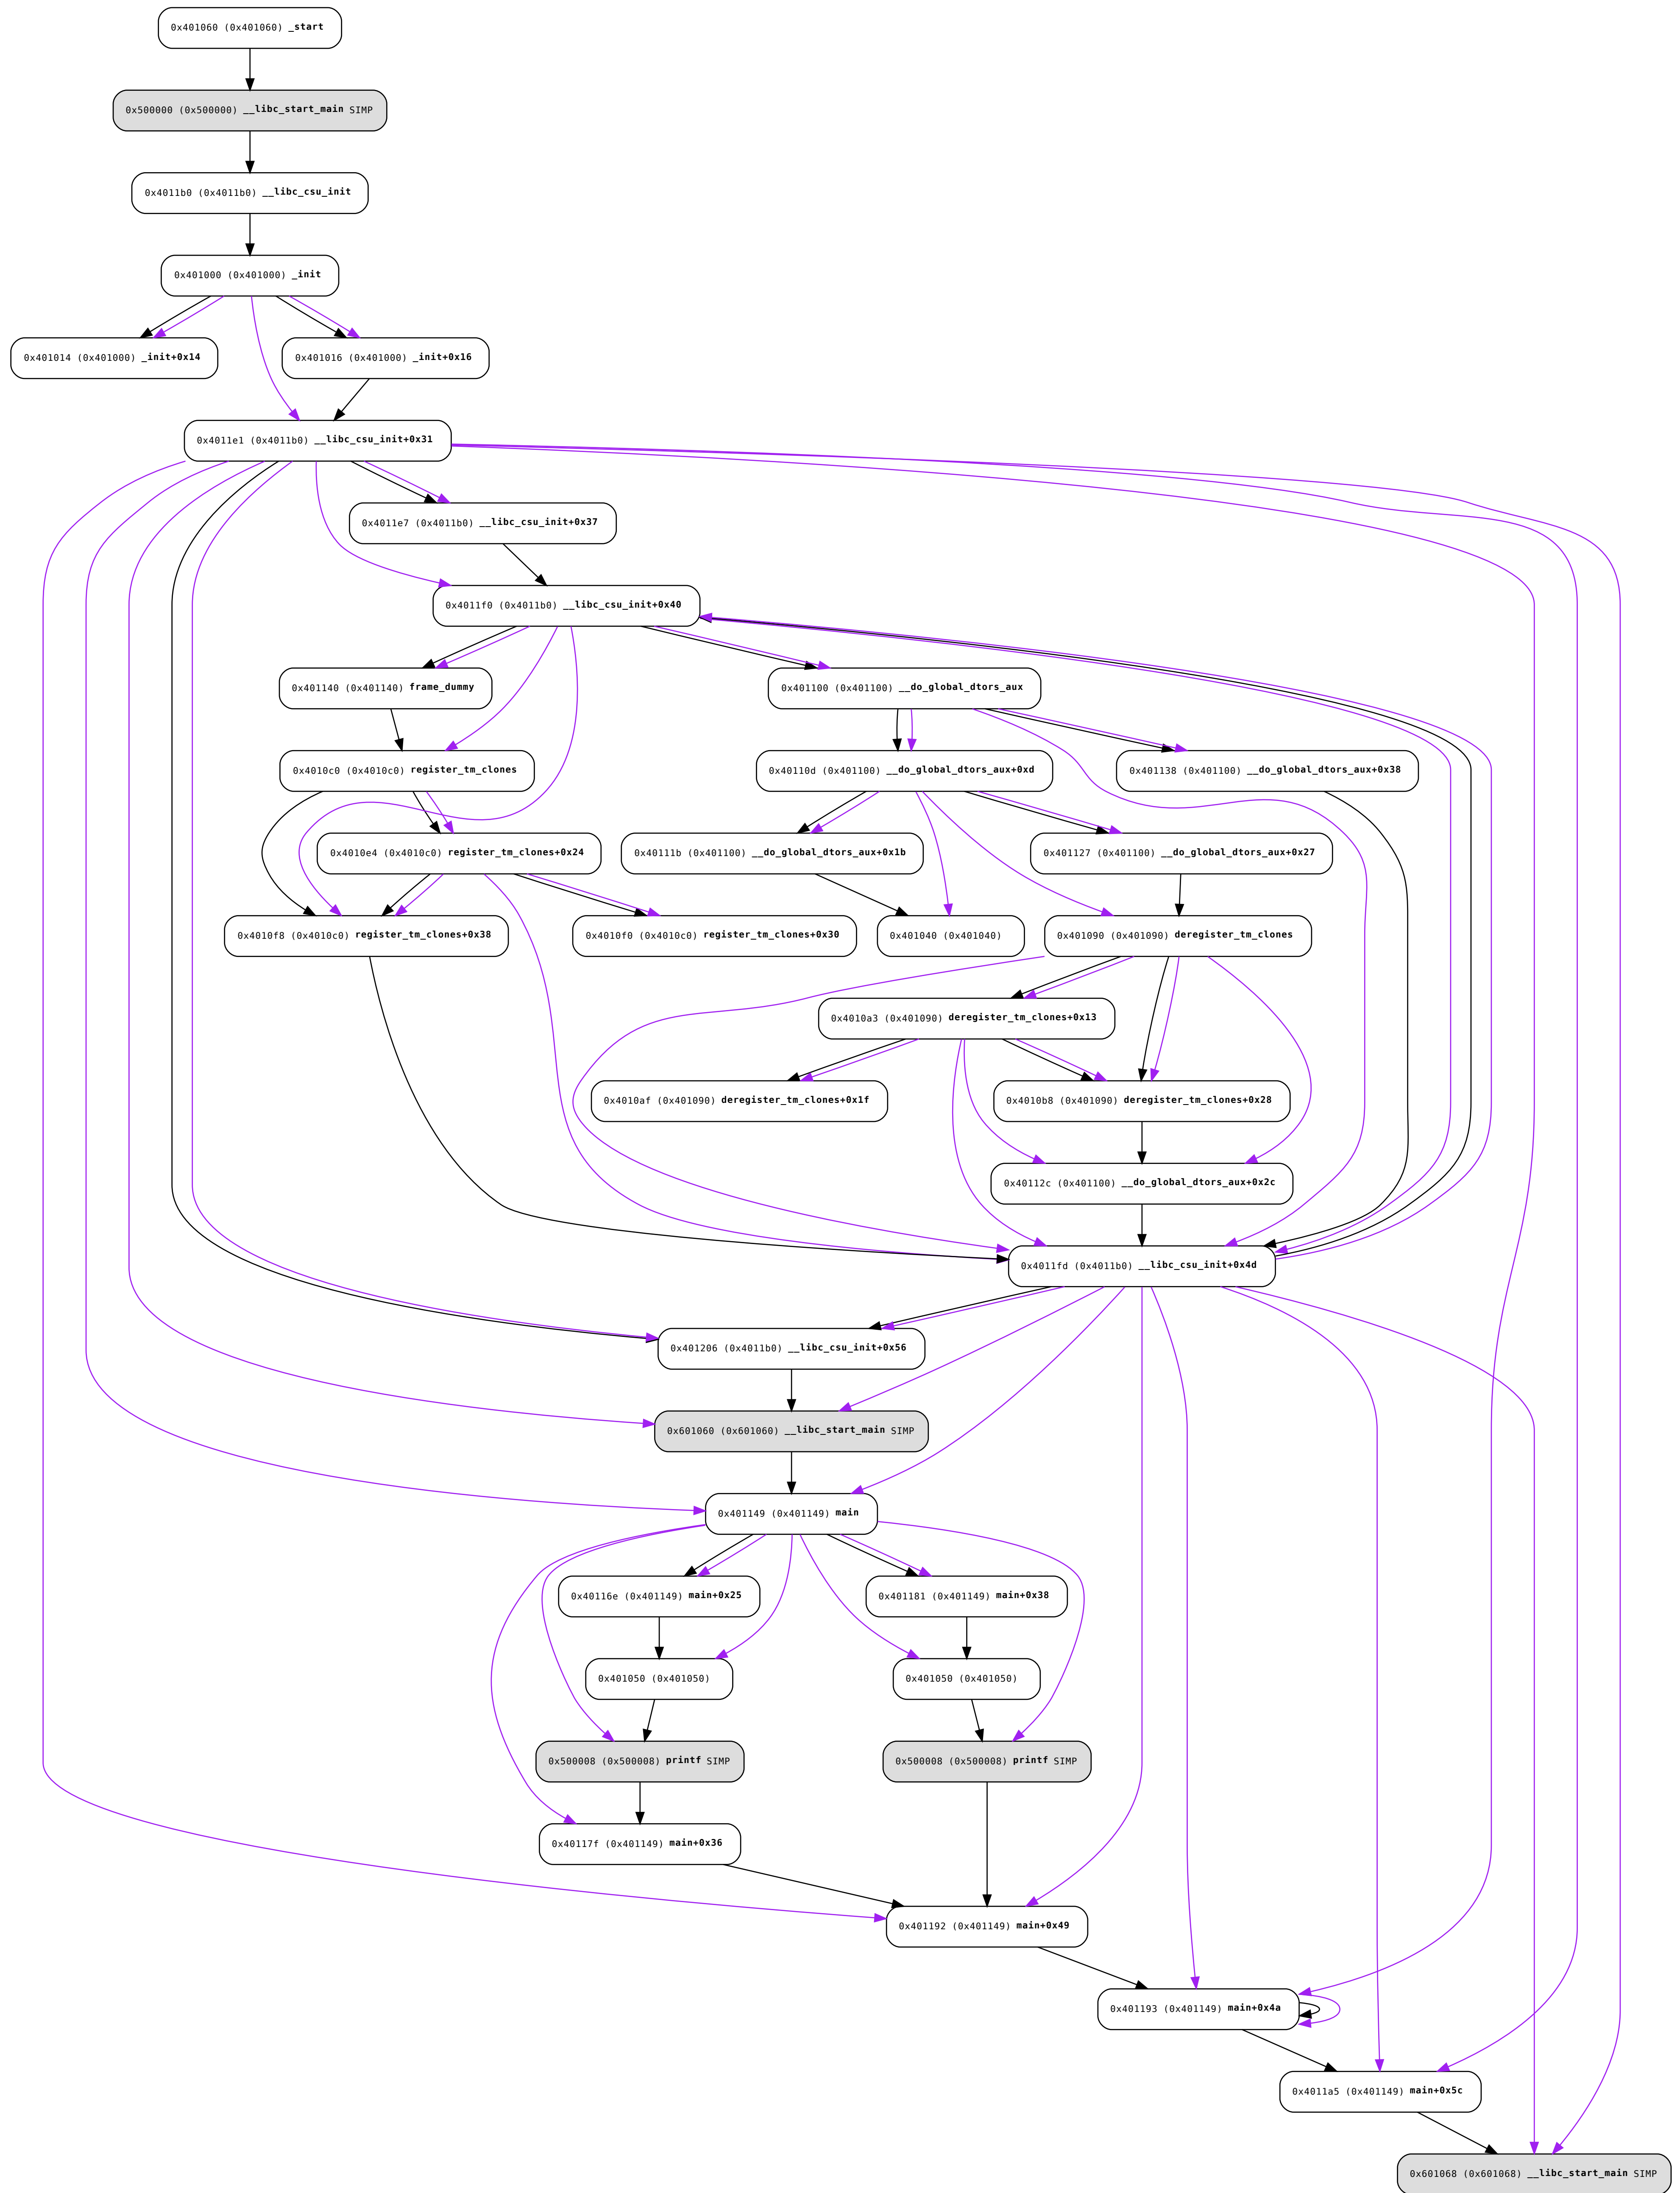 0x401060 (0x401060) _start
0x500000 (0x500000) __libc_start_main SIMP
0x4011b0 (0x4011b0) __libc_csu_init
0x401000 (0x401000) _init
0x401014 (0x401000) _init+0x14
0x401016 (0x401000) _init+0x16
0x4011e1 (0x4011b0) __libc_csu_init+0x31
0x4011e7 (0x4011b0) __libc_csu_init+0x37
0x4011f0 (0x4011b0) __libc_csu_init+0x40
0x401140 (0x401140) frame_dummy
0x401100 (0x401100) __do_global_dtors_aux
0x4010c0 (0x4010c0) register_tm_clones
0x40110d (0x401100) __do_global_dtors_aux+0xd
0x401138 (0x401100) __do_global_dtors_aux+0x38
0x4010e4 (0x4010c0) register_tm_clones+0x24
0x40111b (0x401100) __do_global_dtors_aux+0x1b
0x401127 (0x401100) __do_global_dtors_aux+0x27
0x4010f8 (0x4010c0) register_tm_clones+0x38
0x4010f0 (0x4010c0) register_tm_clones+0x30
0x401040 (0x401040)
0x401090 (0x401090) deregister_tm_clones
0x4010a3 (0x401090) deregister_tm_clones+0x13
0x4010af (0x401090) deregister_tm_clones+0x1f
0x4010b8 (0x401090) deregister_tm_clones+0x28
0x40112c (0x401100) __do_global_dtors_aux+0x2c
0x4011fd (0x4011b0) __libc_csu_init+0x4d
0x401206 (0x4011b0) __libc_csu_init+0x56
0x601060 (0x601060) __libc_start_main SIMP
0x401149 (0x401149) main
0x40116e (0x401149) main+0x25
0x401181 (0x401149) main+0x38
0x401050 (0x401050)
0x401050 (0x401050)
0x500008 (0x500008) printf SIMP
0x500008 (0x500008) printf SIMP
0x40117f (0x401149) main+0x36
0x401192 (0x401149) main+0x49
0x401193 (0x401149) main+0x4a
0x4011a5 (0x401149) main+0x5c
0x601068 (0x601068) __libc_start_main SIMP